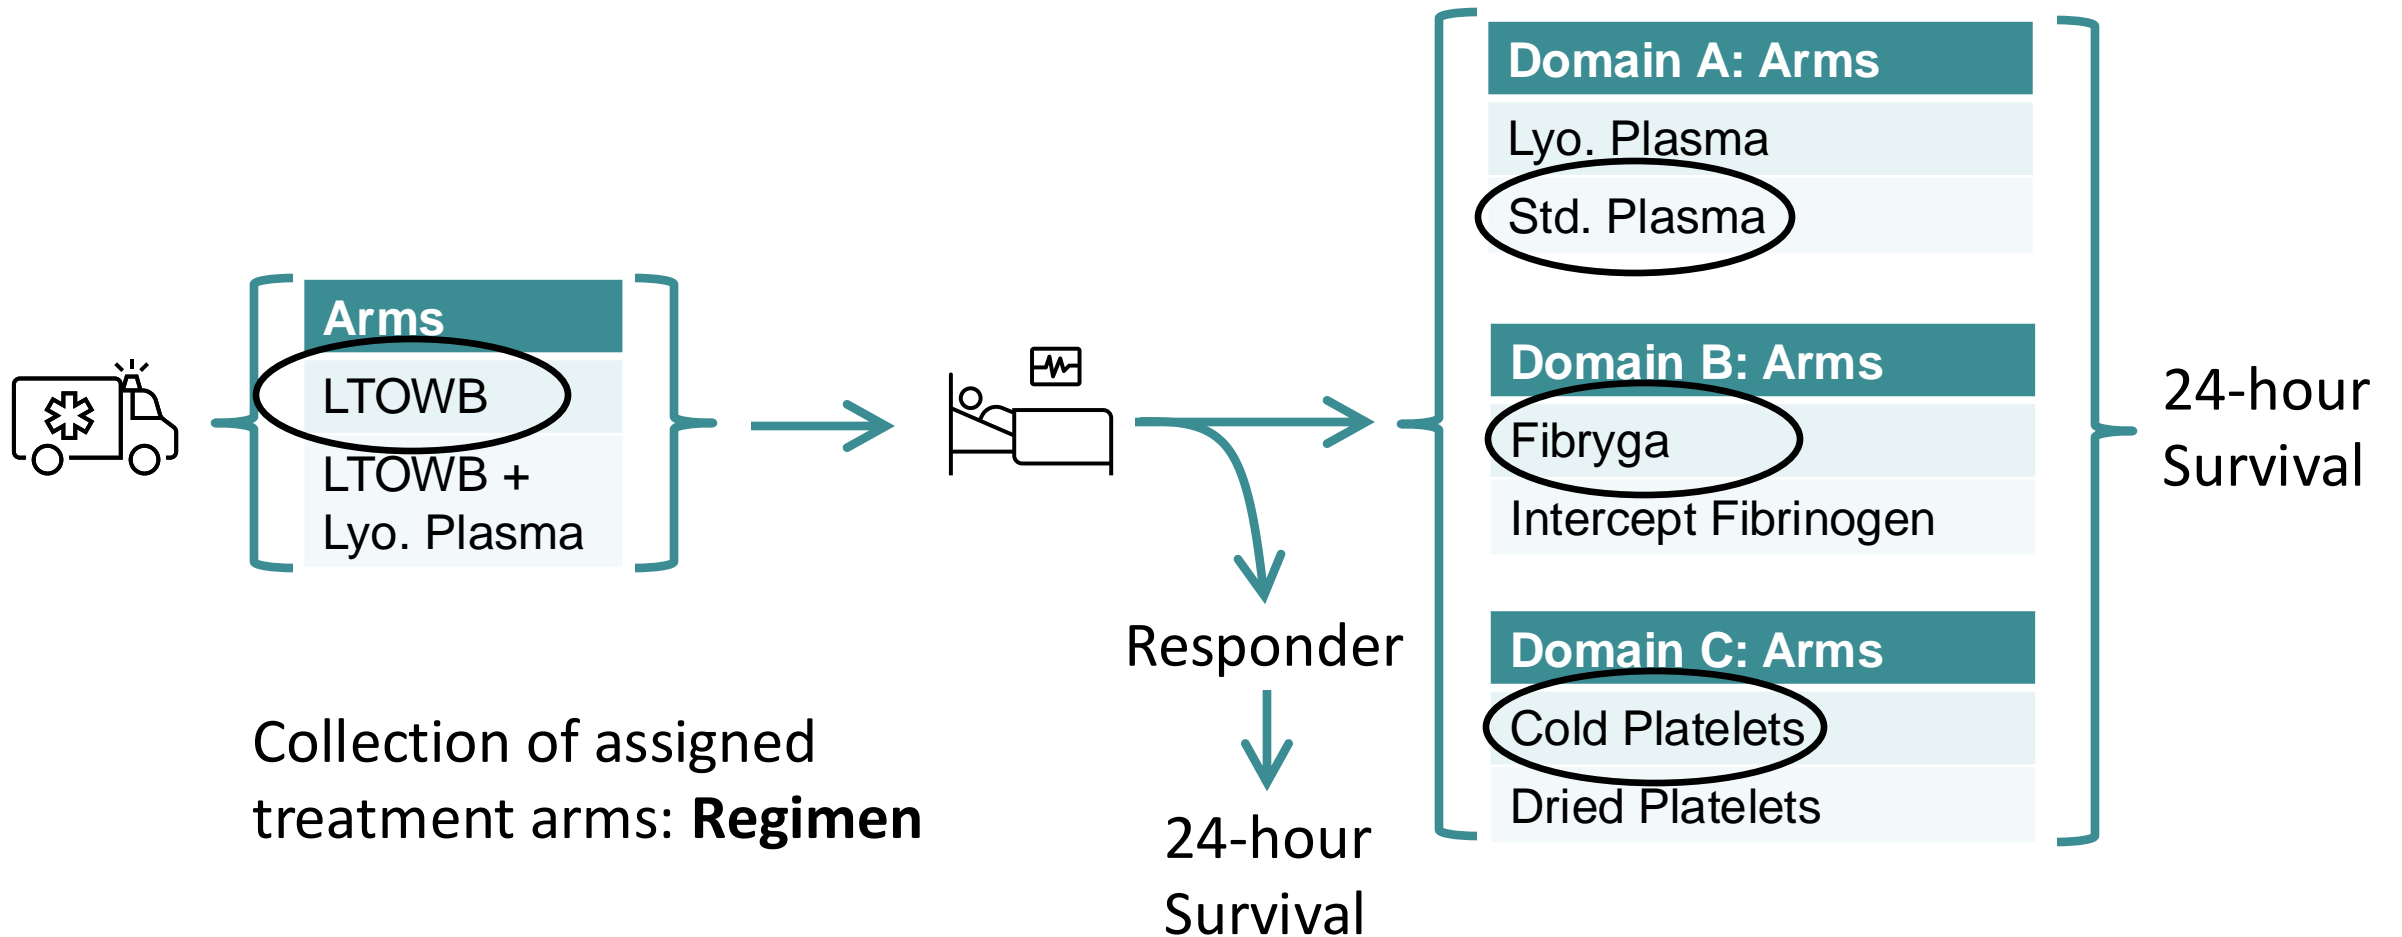 Arms
LTOWB
LTOWB +
Lyo. Plasma
Collection of assigned
treatment arms: Regimen
Responder
24-hour
Survival
Domain A: Arms
Lyo. Plasma
Std. Plasma
Domain B: Arms
Fibryga
Intercept Fibrinogen
Domain C: Arms
Cold Platelets
Dried Platelets
24-hour
Survival